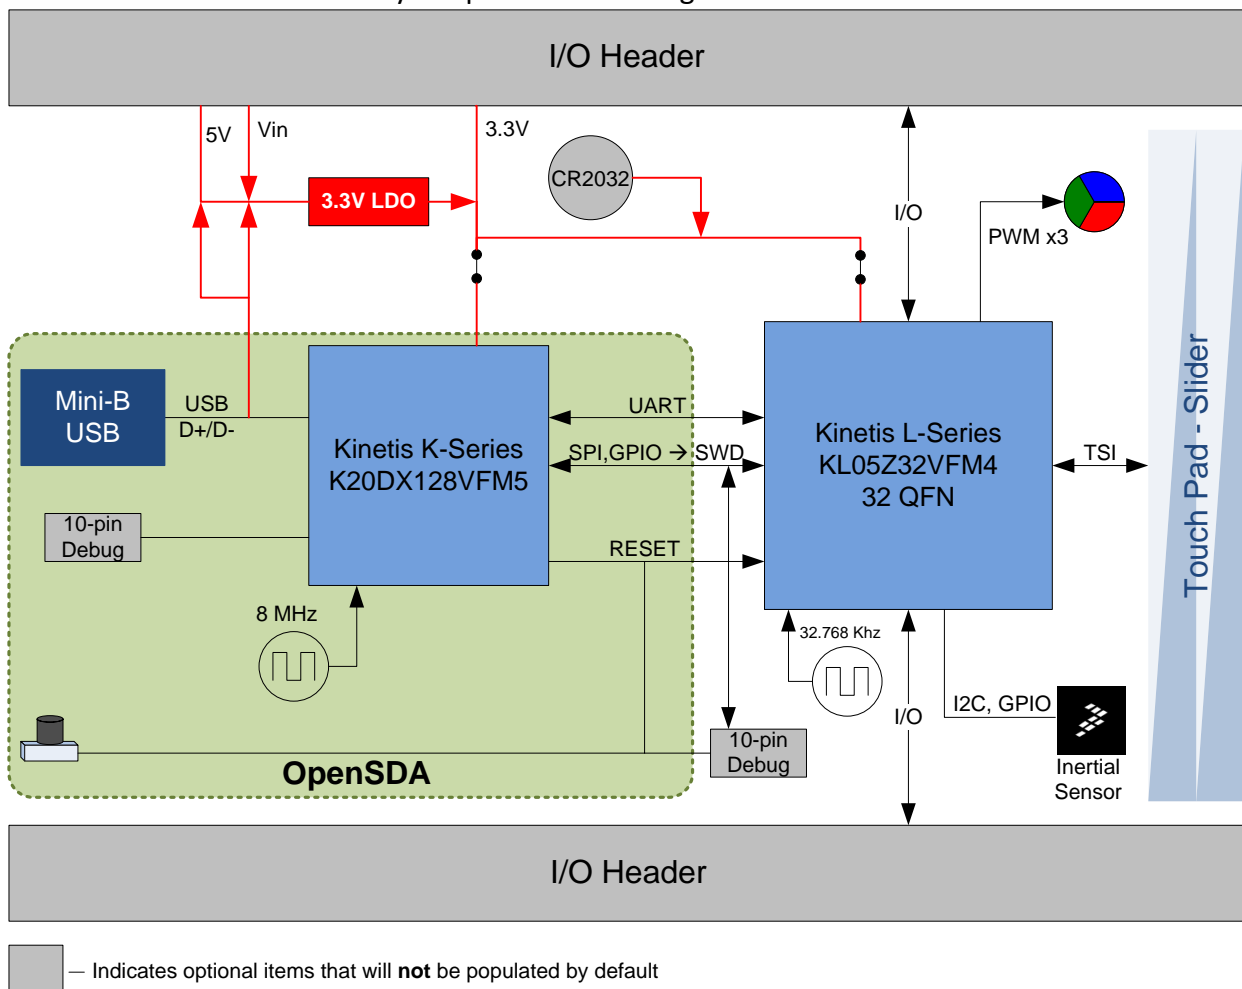 I/O Header
5V
Vin
3.3V
CR2032
3.3V LDO
I/O
PWM x3
Mini-B
USB
USB
D+/D-
Kinetis K-Series
K20DX128VFM5
UART
SPI,GPIO → SWD
Kinetis L-Series
KL05Z32VFM4
32 QFN
TSI
Touch Pad - Slider
10-pin
Debug
RESET
8 MHz
32.768 Khz
I/O
I2C, GPIO
10-pin
Debug
OpenSDA
Inertial
Sensor
I/O Header
— Indicates optional items that will not be populated by default